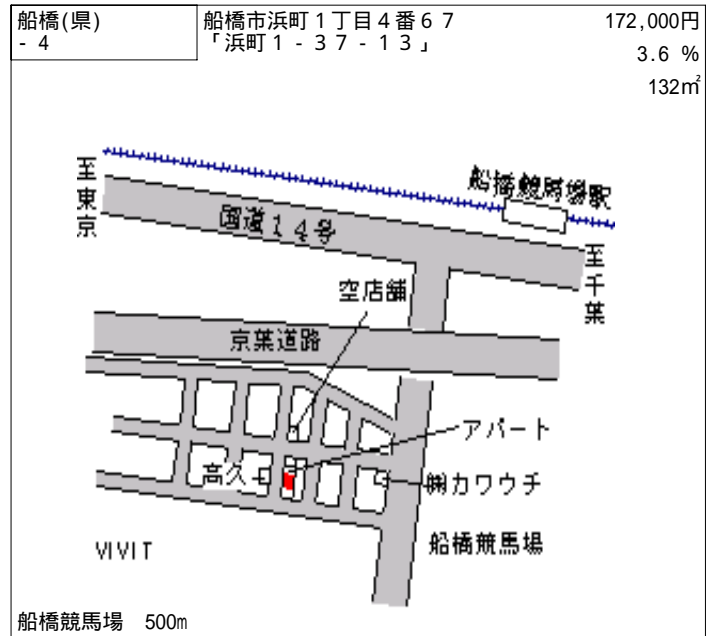 船橋(県)
- 4
船橋市浜町１丁目４番６７
「浜町１-３７-１３」
172,000円
3.6 %
132㎡
至東京
船橋競馬場駅
国道１４号
至千葉
空店舗
京葉道路
アパート
高久
㈱カワウチ
VIVIT
船橋競馬場
船橋競馬場 500m